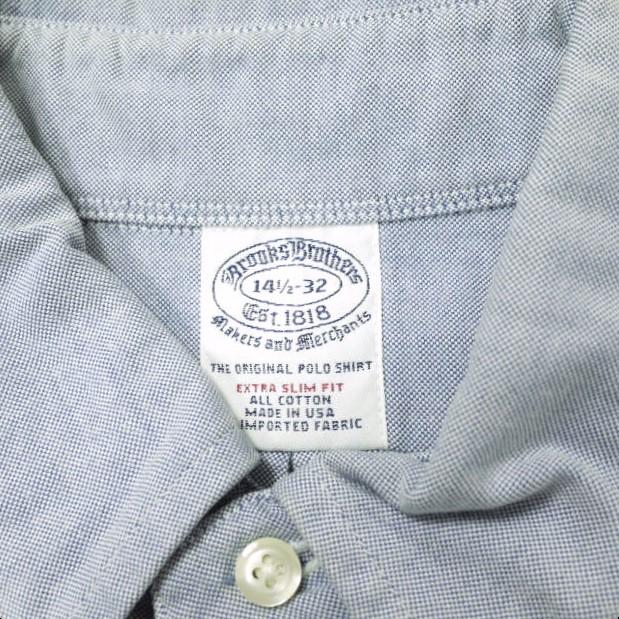 Brooks Brothers
14½-32
Est. 1818
Makers and Merchants
THE ORIGINAL POLO SHIRT
EXTRA SLIM FIT
ALL COTTON
MADE IN USA
IMPORTED FABRIC